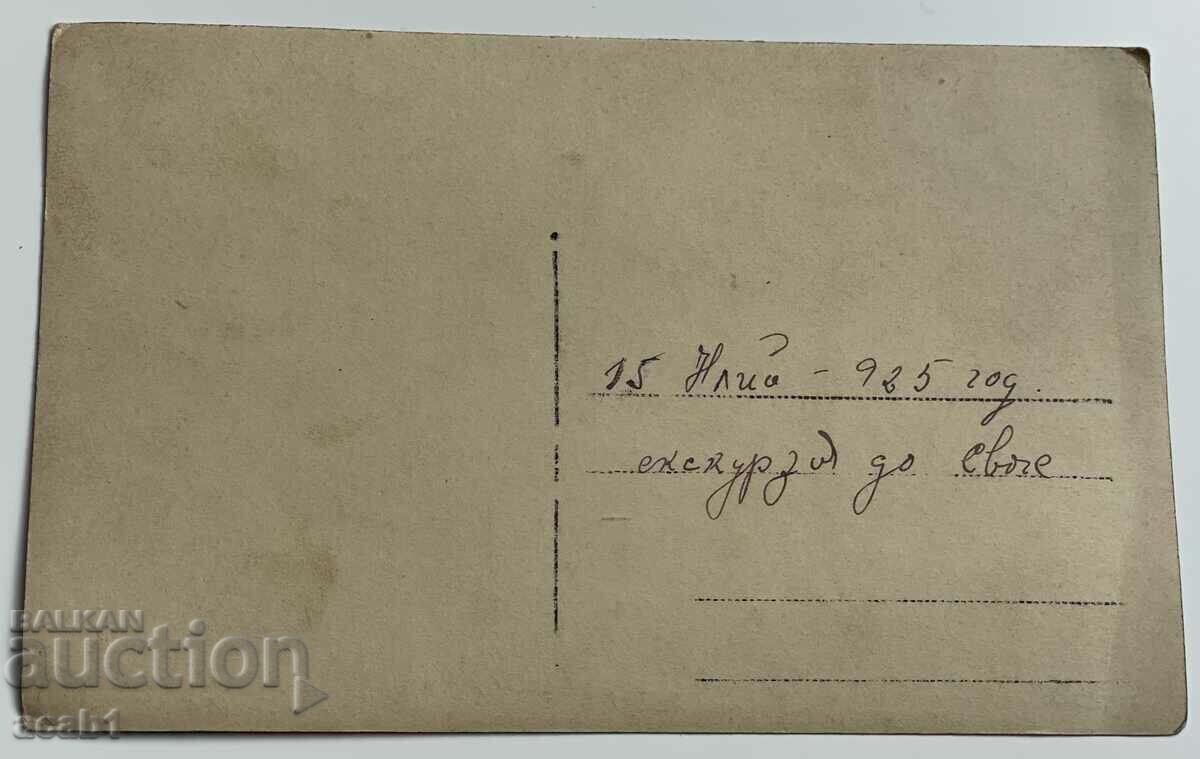 15 Юлий - 925 год.
екскурзия до Своге
BALKAN
auction
acab1